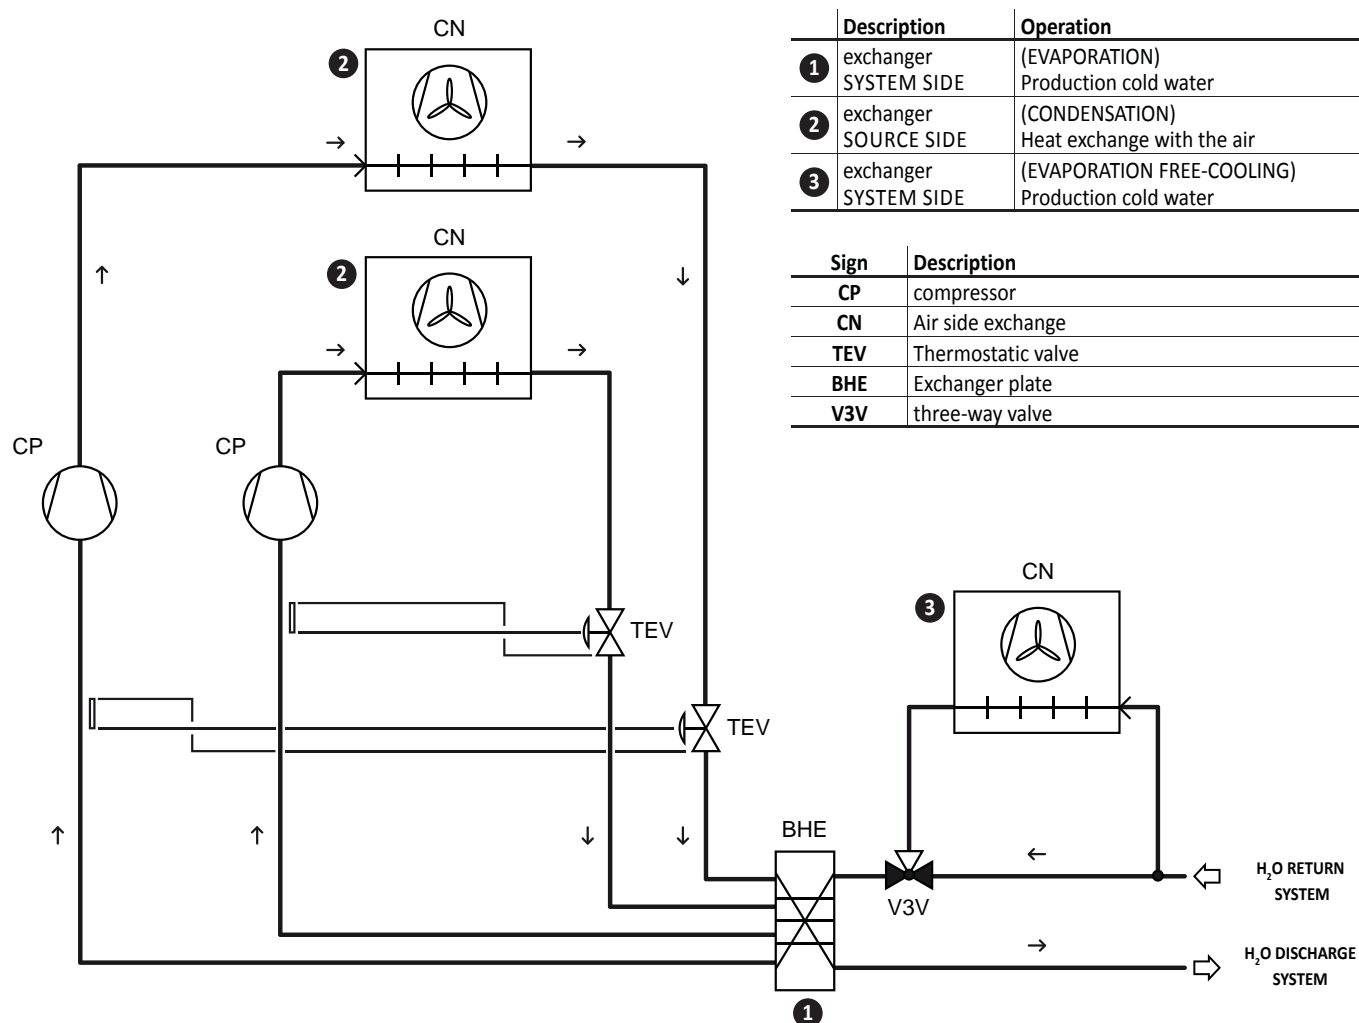 CN
2
Description Operation
1 exchanger (EVAPORATION)
SYSTEM SIDE Production cold water
2 exchanger (CONDENSATION)
SOURCE SIDE Heat exchange with the air
3 exchanger (EVAPORATION FREE-COOLING)
SYSTEM SIDE Production cold water
CN
2
Sign Description
CP compressor
CN Air side exchange
TEV Thermostatic valve
BHE Exchanger plate
V3V three-way valve
CP
CP
CN
3
TEV
TEV
BHE
V3V
H₂O RETURN
SYSTEM
H₂O DISCHARGE
SYSTEM
1